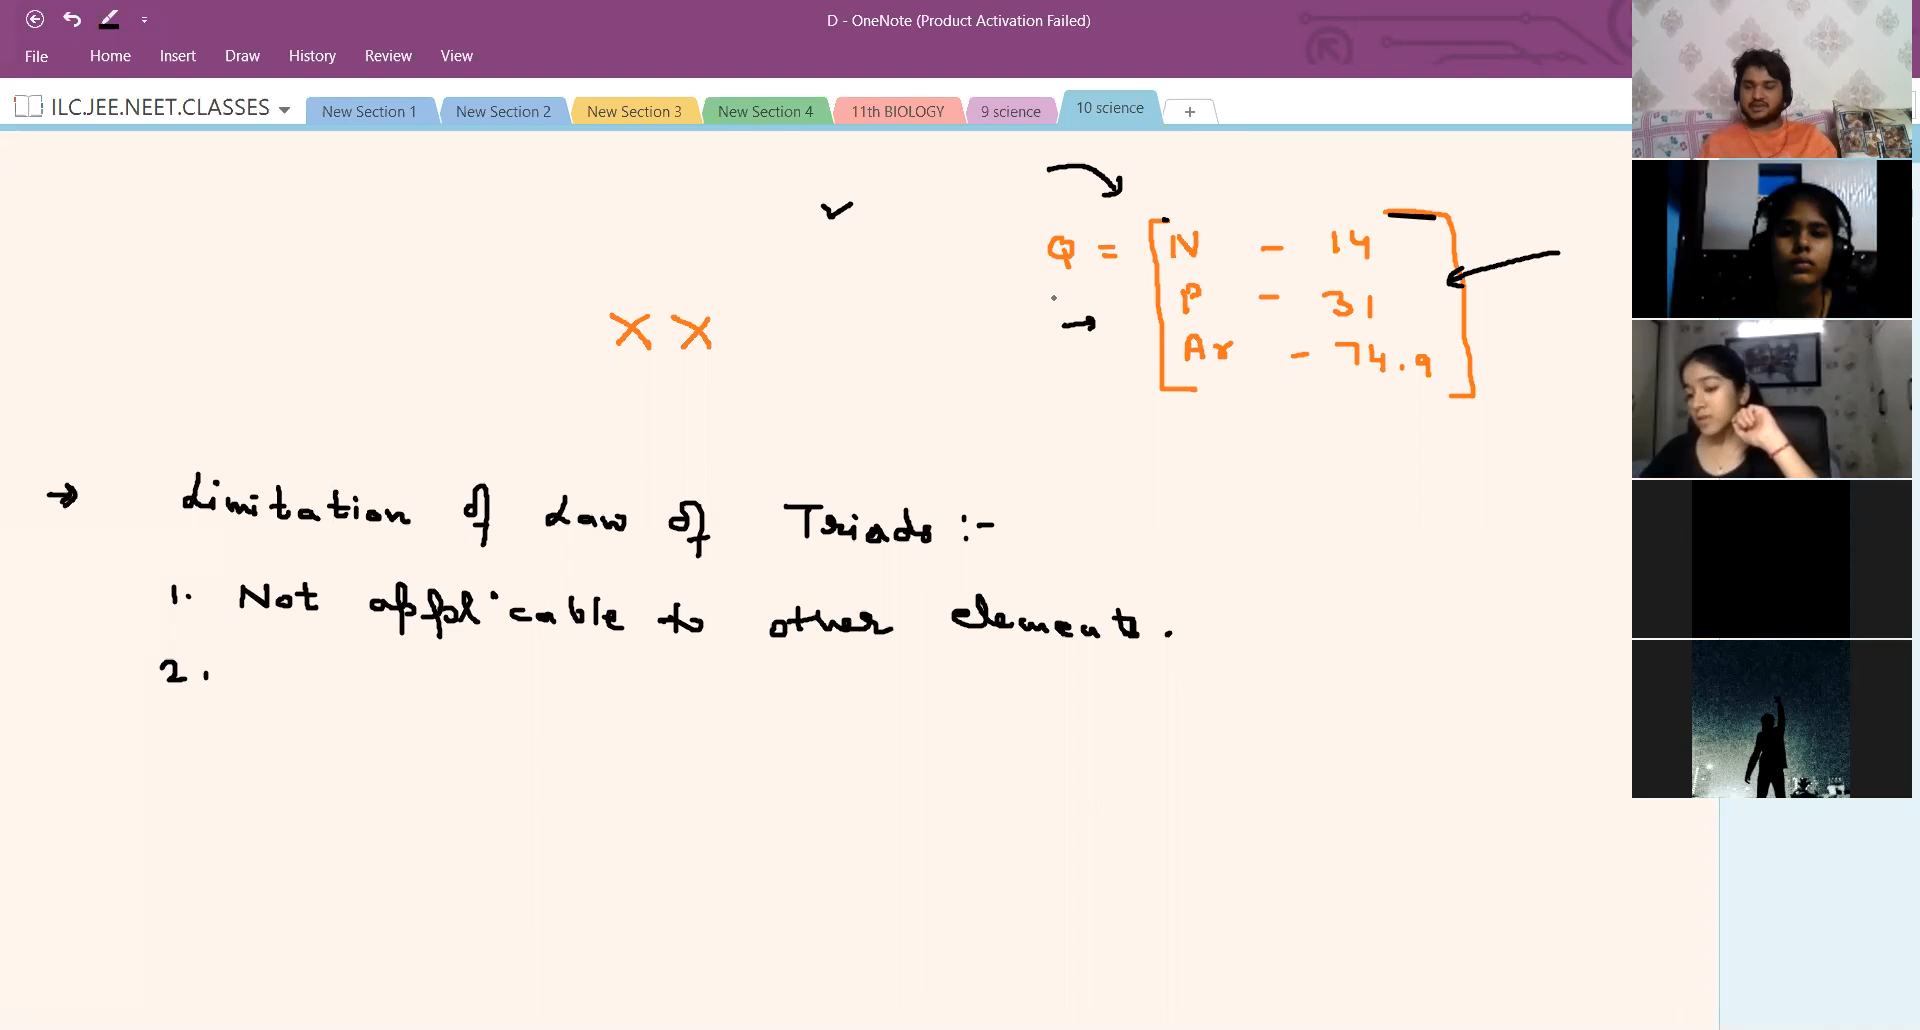 D - OneNote (Product Activation Failed)
File Home Insert Draw History Review View
ILC.JEE.NEET.CLASSES New Section 1 New Section 2 New Section 3 New Section 4 11th BIOLOGY 9 science 10 science +
Q = N - 14
P - 31
Ar - 74.9
XX
→ Limitation of Law of Triads :-
1. Not applicable to other elements.
2.